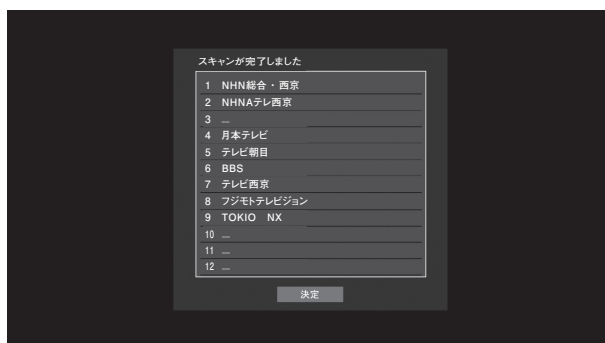 スキャンが完了しました
1 NHN総合・西京
2 NHNAテレ西京
3 ―
4 月本テレビ
5 テレビ朝目
6 BBS
7 テレビ西京
8 フジモトテレビジョン
9 TOKIO NX
10 ―
11 ―
12 ―
決定